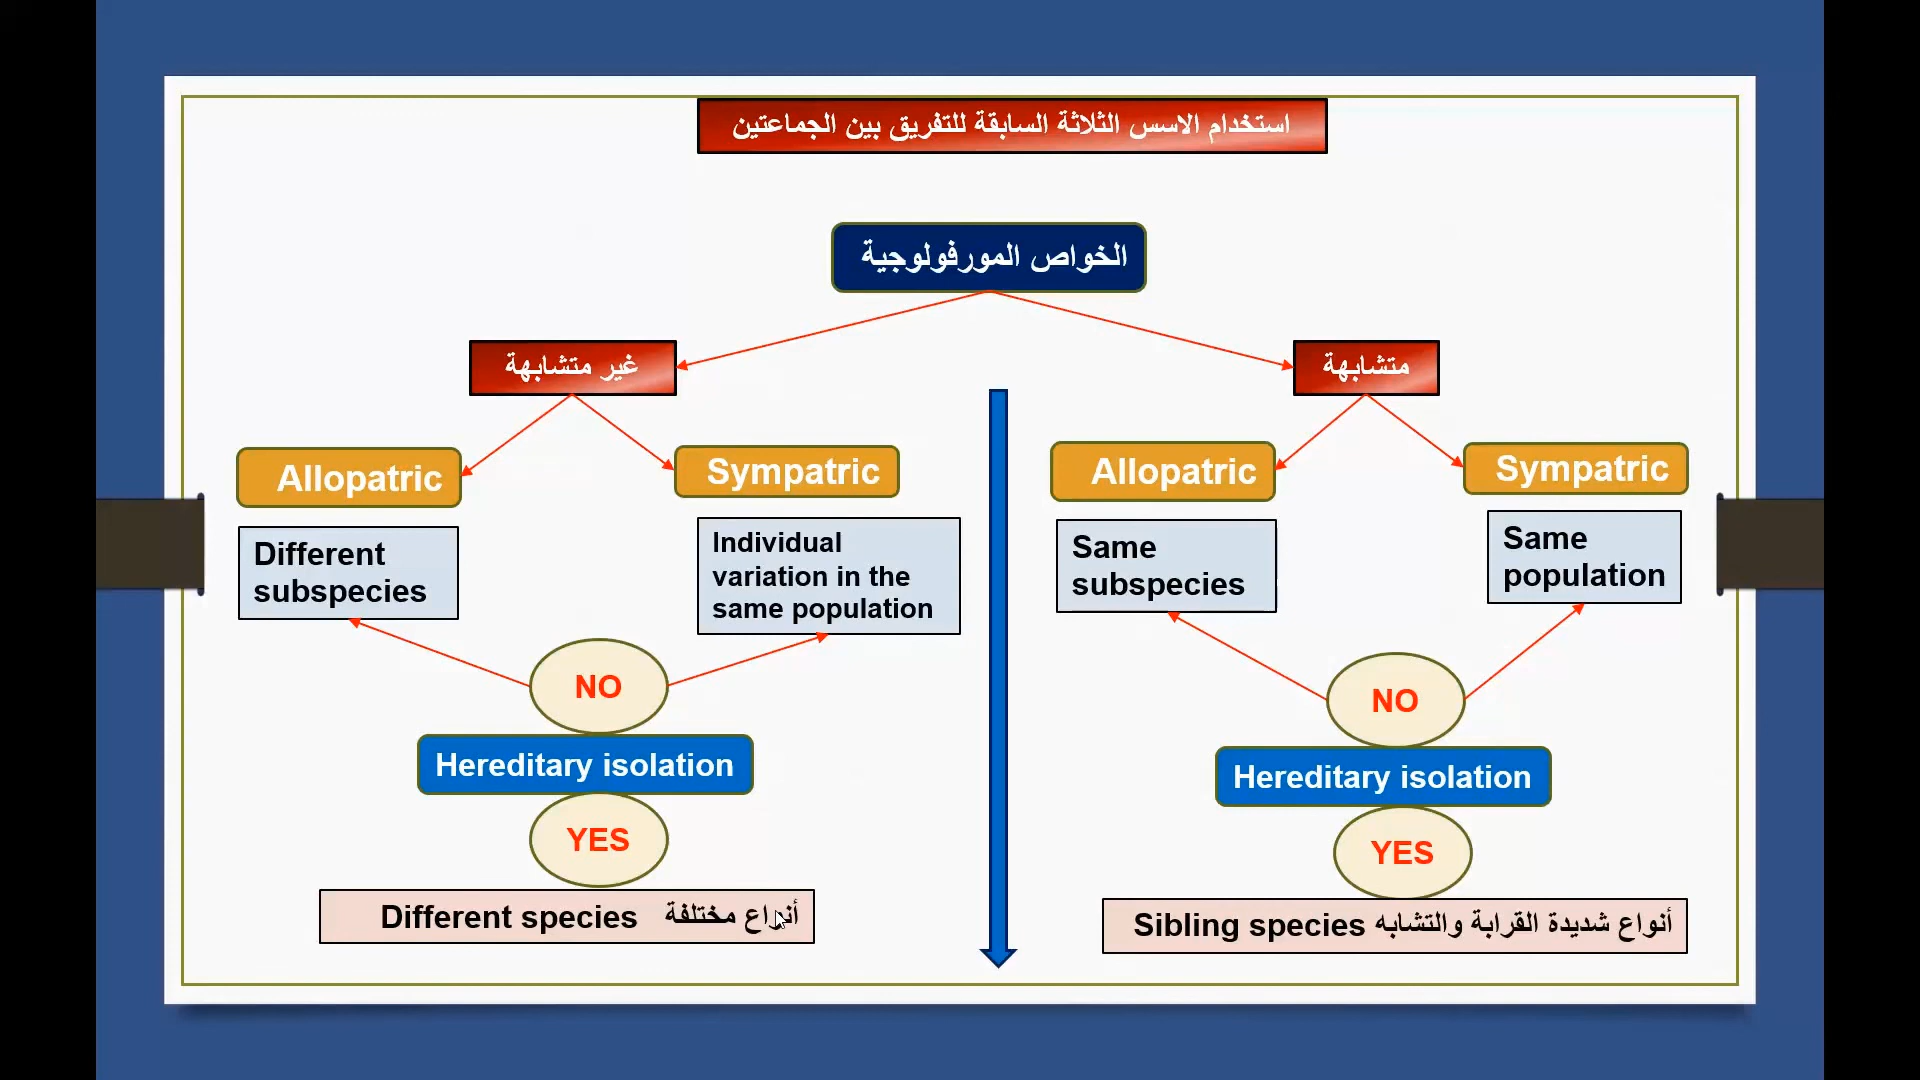 استخدام الاسس الثلاثة السابقة للتفريق بين الجماعتين
الخواص المورفولوجية
غير متشابهة
متشابهة
Allopatric
Sympatric
Allopatric
Sympatric
Different
subspecies
Individual
variation in the
same population
Same
subspecies
Same
population
NO
NO
Hereditary isolation
Hereditary isolation
YES
YES
Different species أنواع مختلفة
Sibling species أنواع شديدة القرابة والتشابه